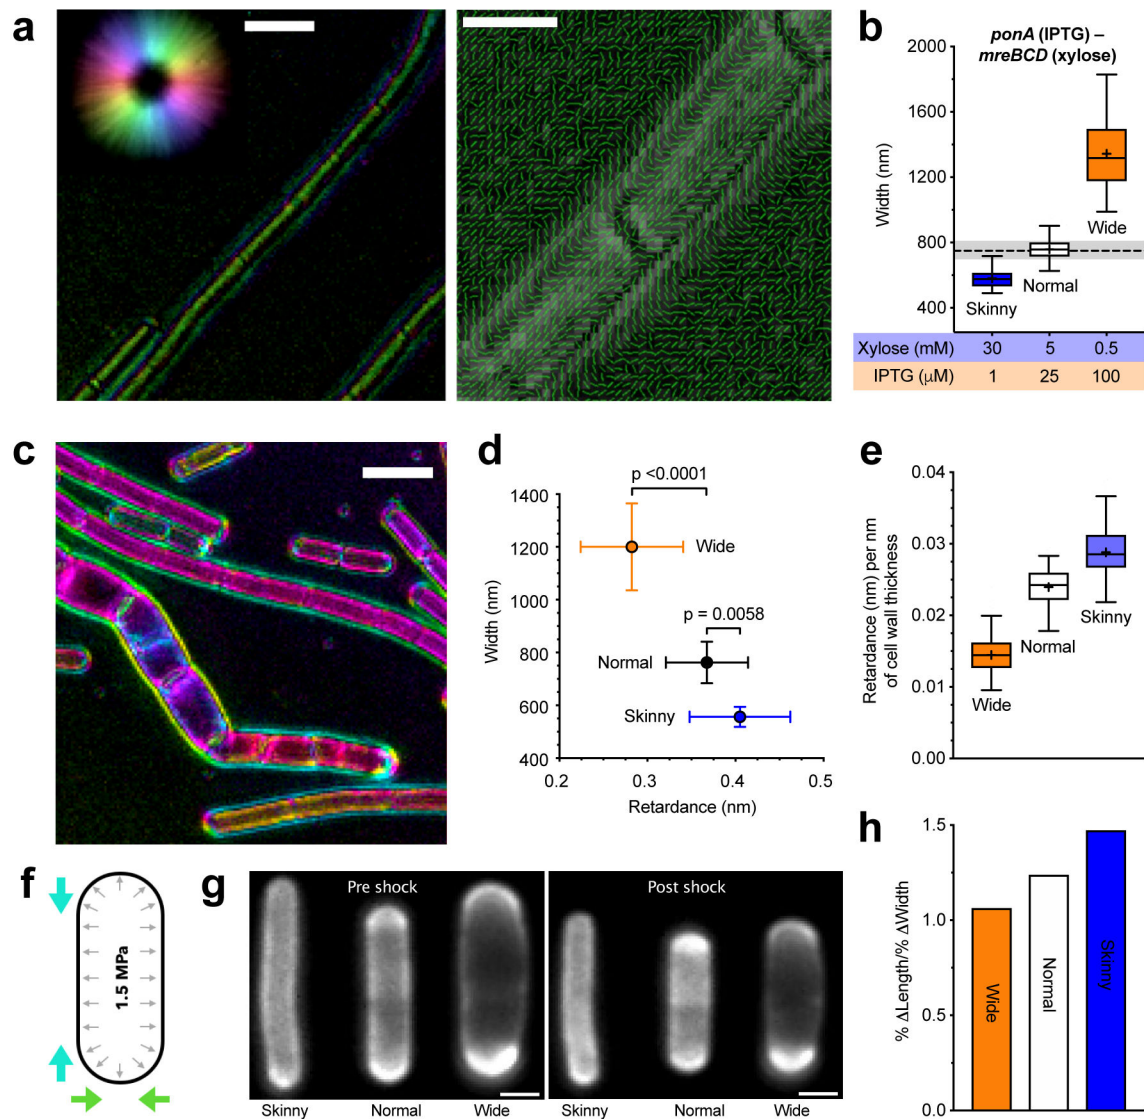 a
b
ponA (IPTG) –
mreBCD (xylose)
Width (nm)
2000
1600
1200
800
400
Wide
Normal
Skinny
Xylose (mM) 30 5 0.5
IPTG (μM) 1 25 100
c
d
p <0.0001
p = 0.0058
Width (nm)
1400
1200
1000
800
600
400
Wide
Normal
Skinny
0.2 0.3 0.4 0.5
Retardance (nm)
e
Retardance (nm) per nm
of cell wall thickness
0.04
0.03
0.02
0.01
0.00
Skinny
Normal
Wide
f
1.5 MPa
g
Pre shock
Post shock
Skinny Normal Wide
Skinny Normal Wide
h
% ΔLength/% ΔWidth
1.5
1.0
0.5
0.0
Wide
Normal
Skinny